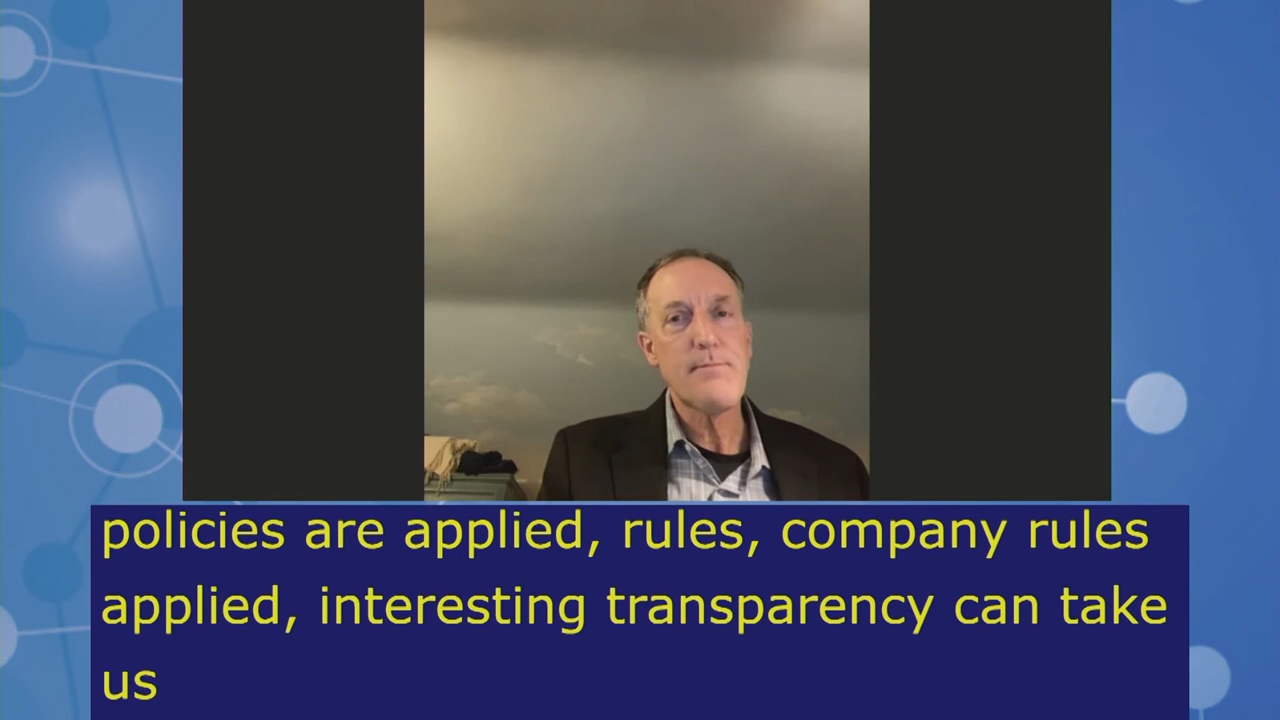 policies are applied, rules, company rules
applied, interesting transparency can take
us